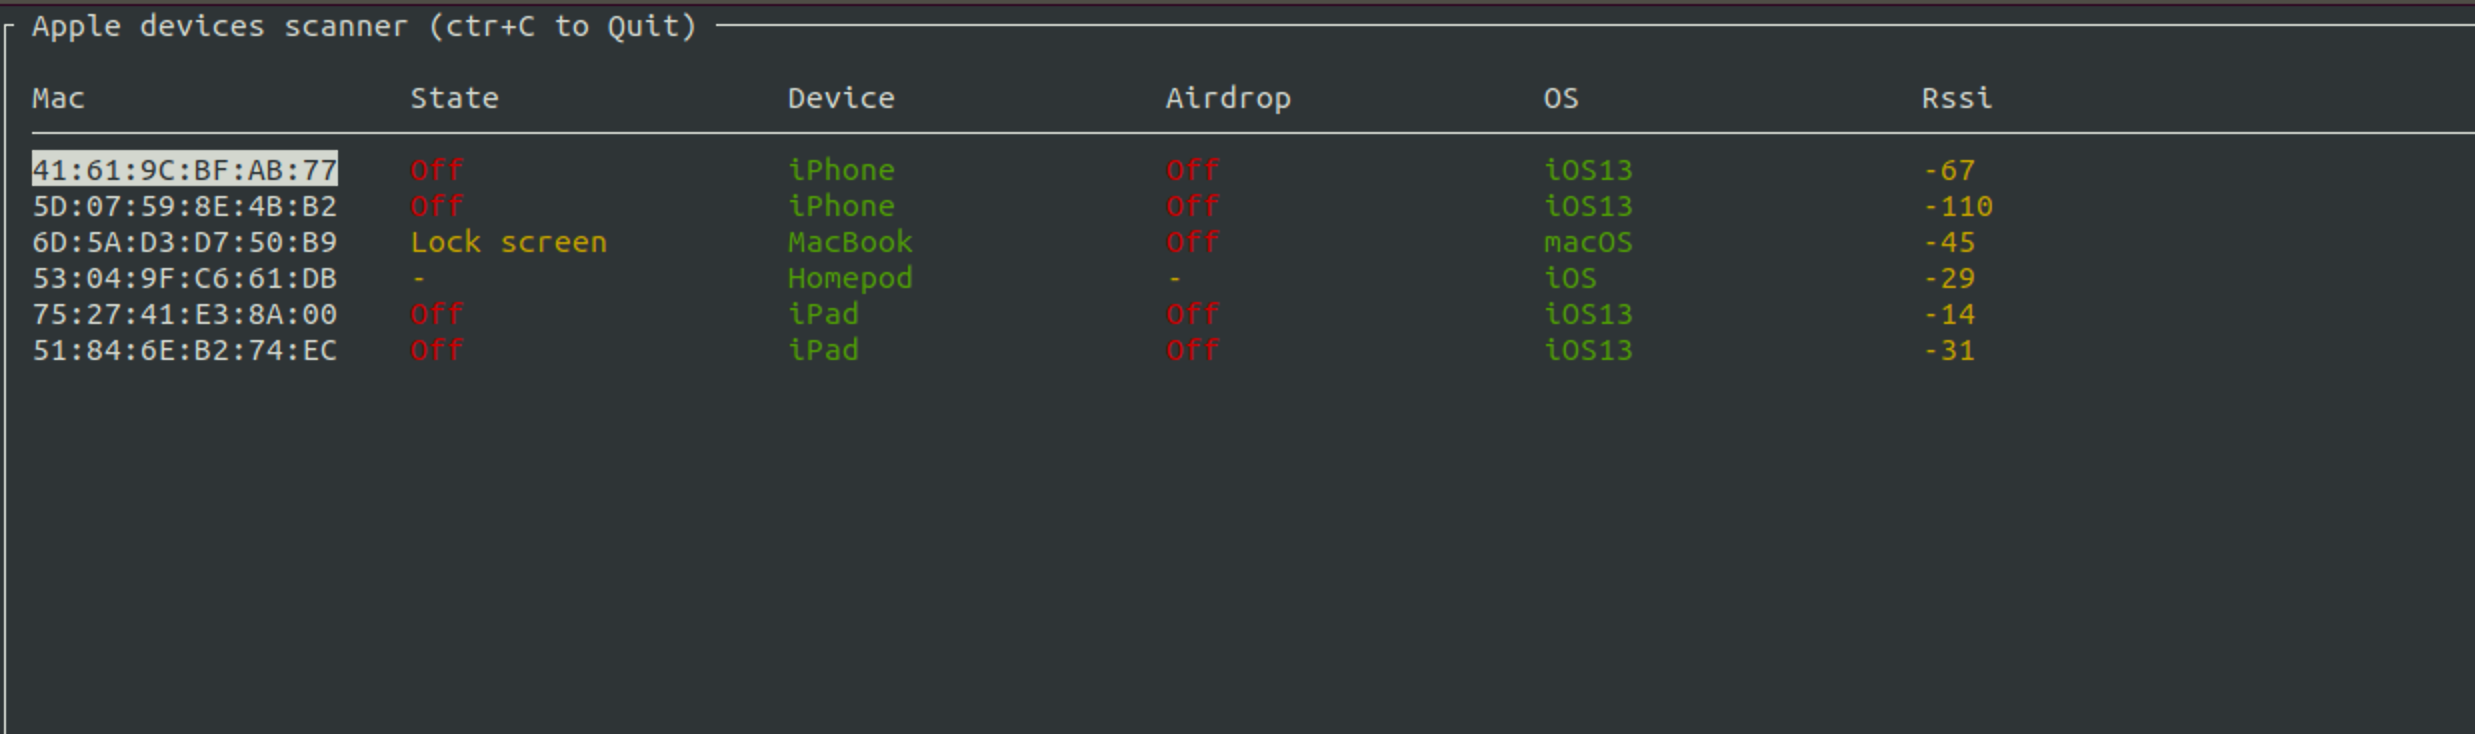 Apple devices scanner (ctr+C to Quit)
Mac State Device Airdrop OS Rssi
41:61:9C:BF:AB:77 Off iPhone Off iOS13 -67
5D:07:59:8E:4B:B2 Off iPhone Off iOS13 -110
6D:5A:D3:D7:50:B9 Lock screen MacBook Off macOS -45
53:04:9F:C6:61:DB - Homepod - iOS -29
75:27:41:E3:8A:00 Off iPad Off iOS13 -14
51:84:6E:B2:74:EC Off iPad Off iOS13 -31